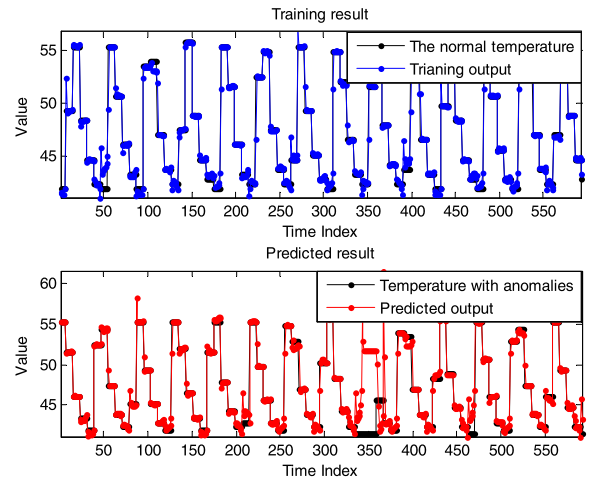 Training result
The normal temperature
Trianing output
55
50
45
Value
50 100 150 200 250 300 350 400 450 500 550
Time Index
Predicted result
Temperature with anomalies
Predicted output
60
55
50
45
Value
50 100 150 200 250 300 350 400 450 500 550
Time Index